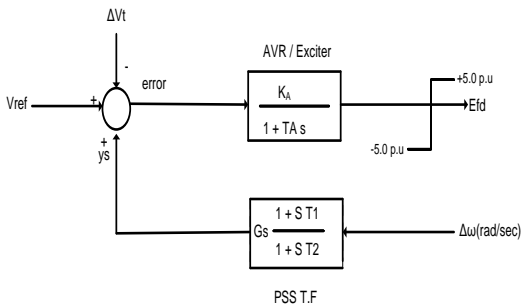 ΔVt
-
AVR / Exciter
error
Vref
+
K_A
1 + TA s
+5.0 p.u
Efd
-5.0 p.u
+
ys
Gs
1 + S T1
1 + S T2
Δω(rad/sec)
PSS T.F